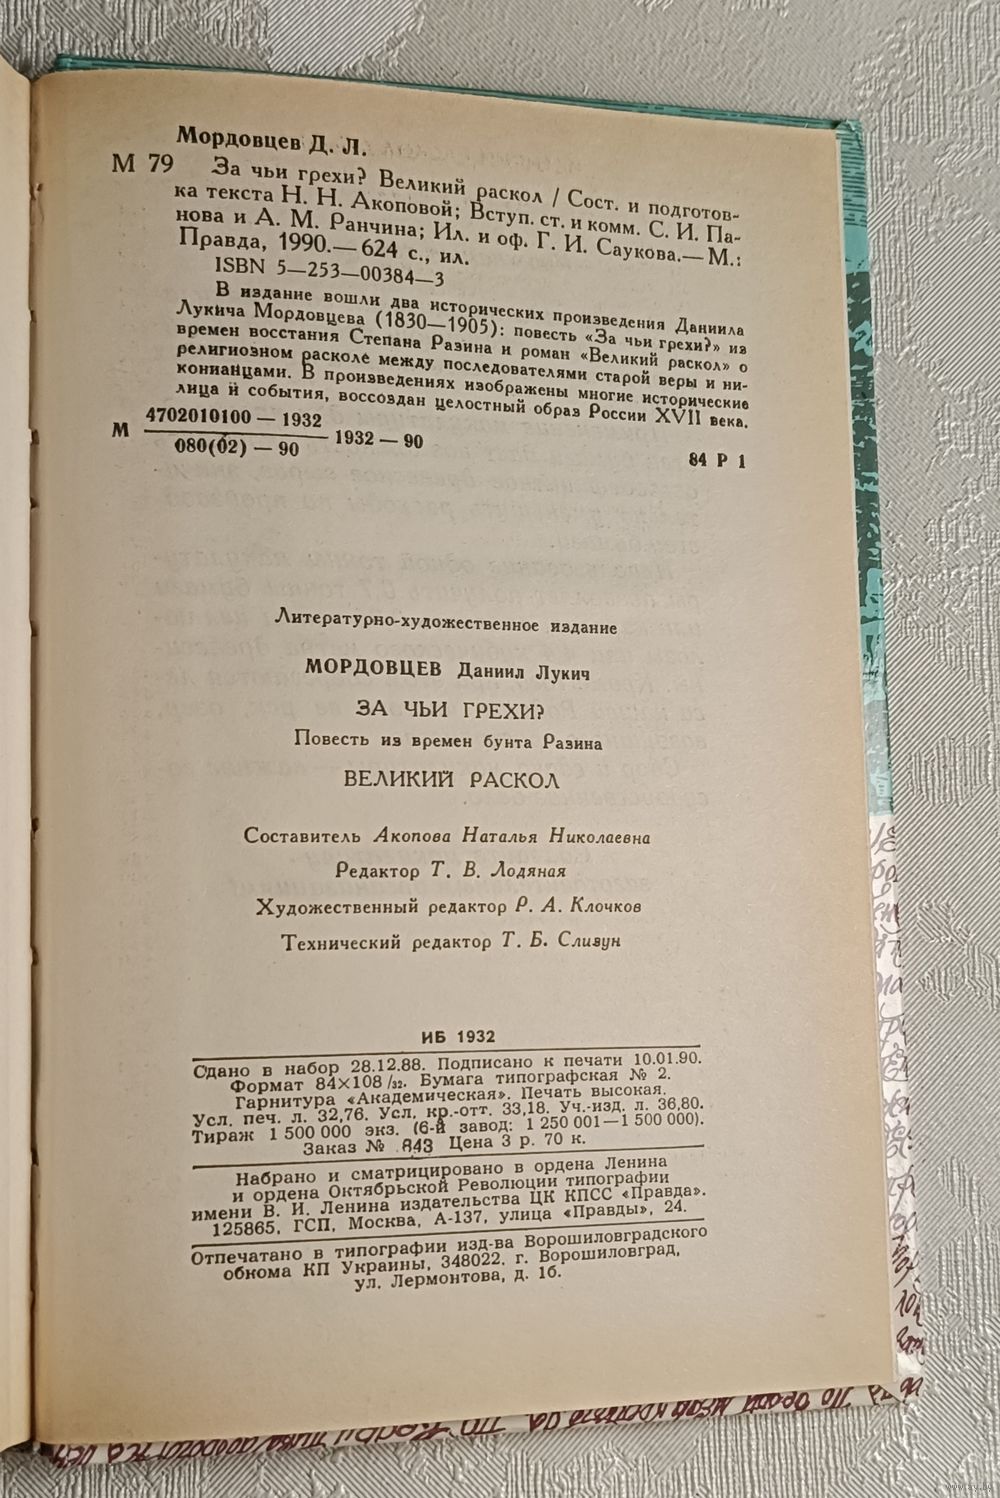 Мордовцев Д. Л.
М 79 За чьи грехи? Великий раскол / Сост. и подготов-
ка текста Н. Н. Акоповой; Вступ. ст. и комм. С. И. Па-
нова и А. М. Ранчина; Ил. и оф. Г. И. Саукова.— М.:
Правда, 1990.— 624 с., ил.
ISBN 5—253—00384—3
В издание вошли два исторических произведения Даниила
Лукича Мордовцева (1830—1905): повесть «За чьи грехи?» из
времен восстания Степана Разина и роман «Великий раскол» о
религиозном расколе между последователями старой веры и ни-
конианцами. В произведениях изображены многие исторические
лица и события, воссоздан целостный образ России XVII века.
М 4702010100 — 1932
080(02) — 90 1932 — 90
84 Р 1
Литературно-художественное издание
МОРДОВЦЕВ Даниил Лукич
ЗА ЧЬИ ГРЕХИ?
Повесть из времен бунта Разина
ВЕЛИКИЙ РАСКОЛ
Составитель Акопова Наталья Николаевна
Редактор Т. В. Лодяная
Художественный редактор Р. А. Клочков
Технический редактор Т. Б. Сливун
ИБ 1932
Сдано в набор 28.12.88. Подписано к печати 10.01.90.
Формат 84×108 /32. Бумага типографская № 2.
Гарнитура «Академическая». Печать высокая.
Усл. печ. л. 32,76. Усл. кр.-отт. 33,18. Уч.-изд. л. 36,80.
Тираж 1 500 000 экз. (6-й завод: 1 250 001—1 500 000).
Заказ № 843 Цена 3 р. 70 к.
Набрано и сматрицировано в ордена Ленина
и ордена Октябрьской Революции типографии
имени В. И. Ленина издательства ЦК КПСС «Правда».
125865, ГСП, Москва, А-137, улица «Правды», 24.
Отпечатано в типографии изд-ва Ворошиловградского
обкома КП Украины, 348022, г. Ворошиловград,
ул. Лермонтова, д. 1б.